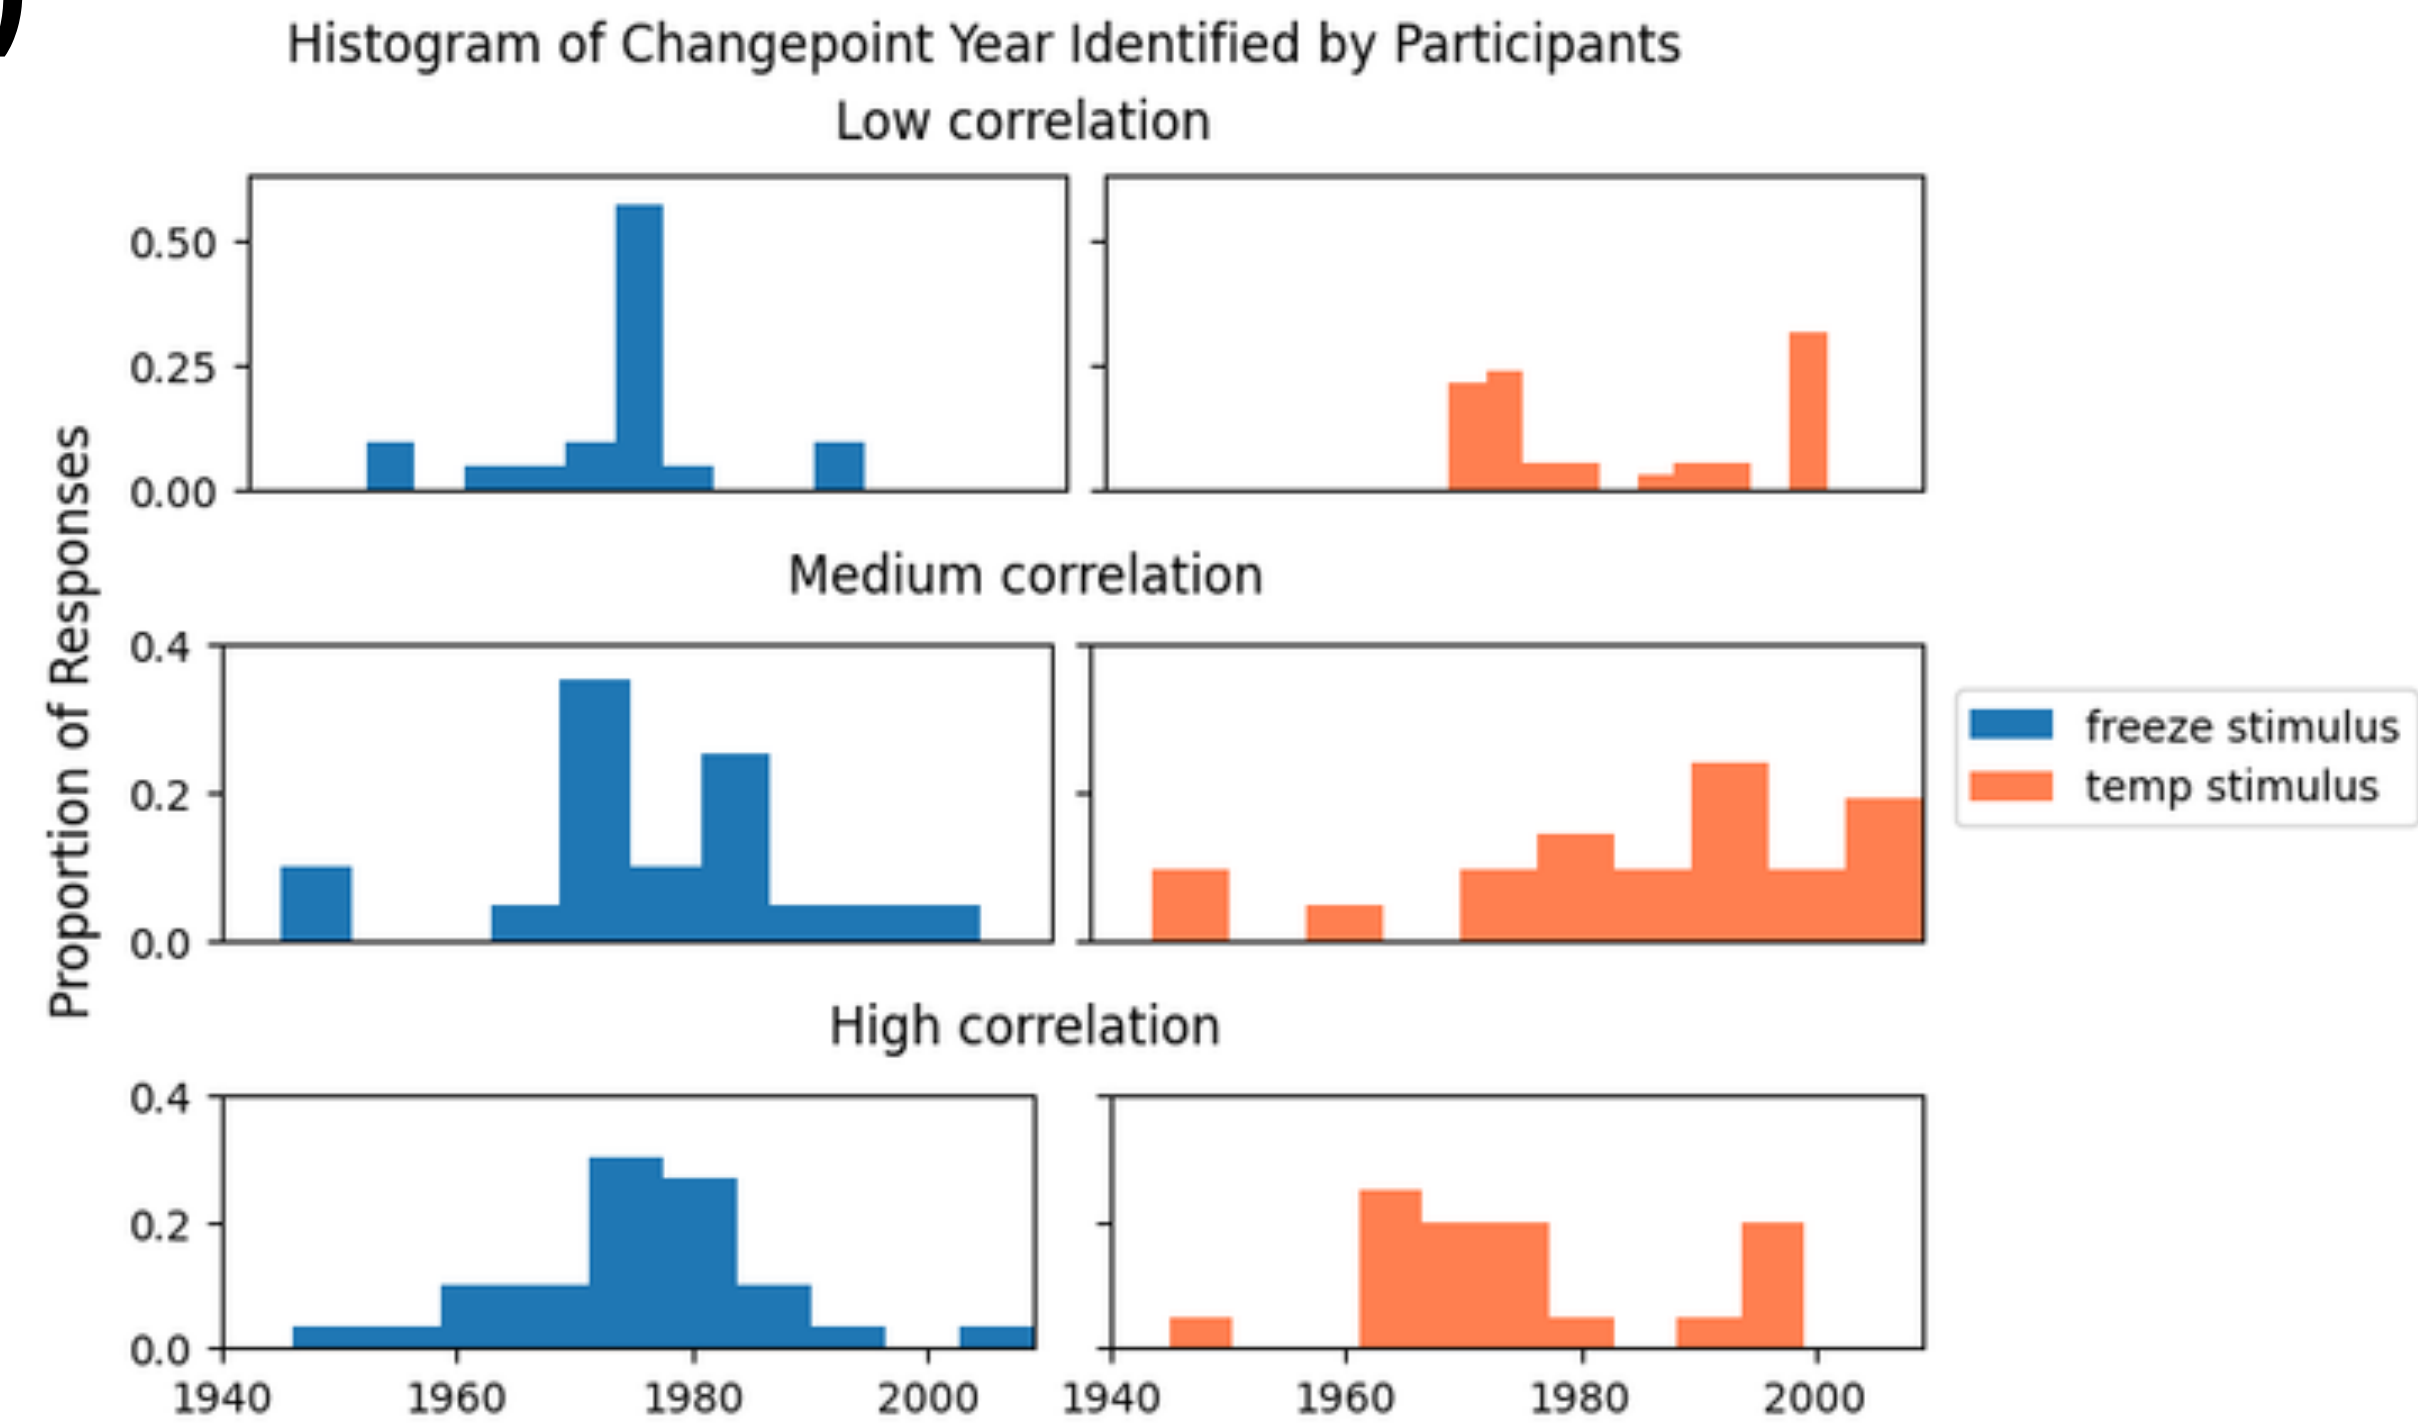 )
Histogram of Changepoint Year Identified by Participants
Low correlation
0.50
0.25
0.00
Proportion of Responses
Medium correlation
0.4
0.2
0.0
freeze stimulus
temp stimulus
High correlation
0.4
0.2
0.0
1940 1960 1980 2000 1940 1960 1980 2000